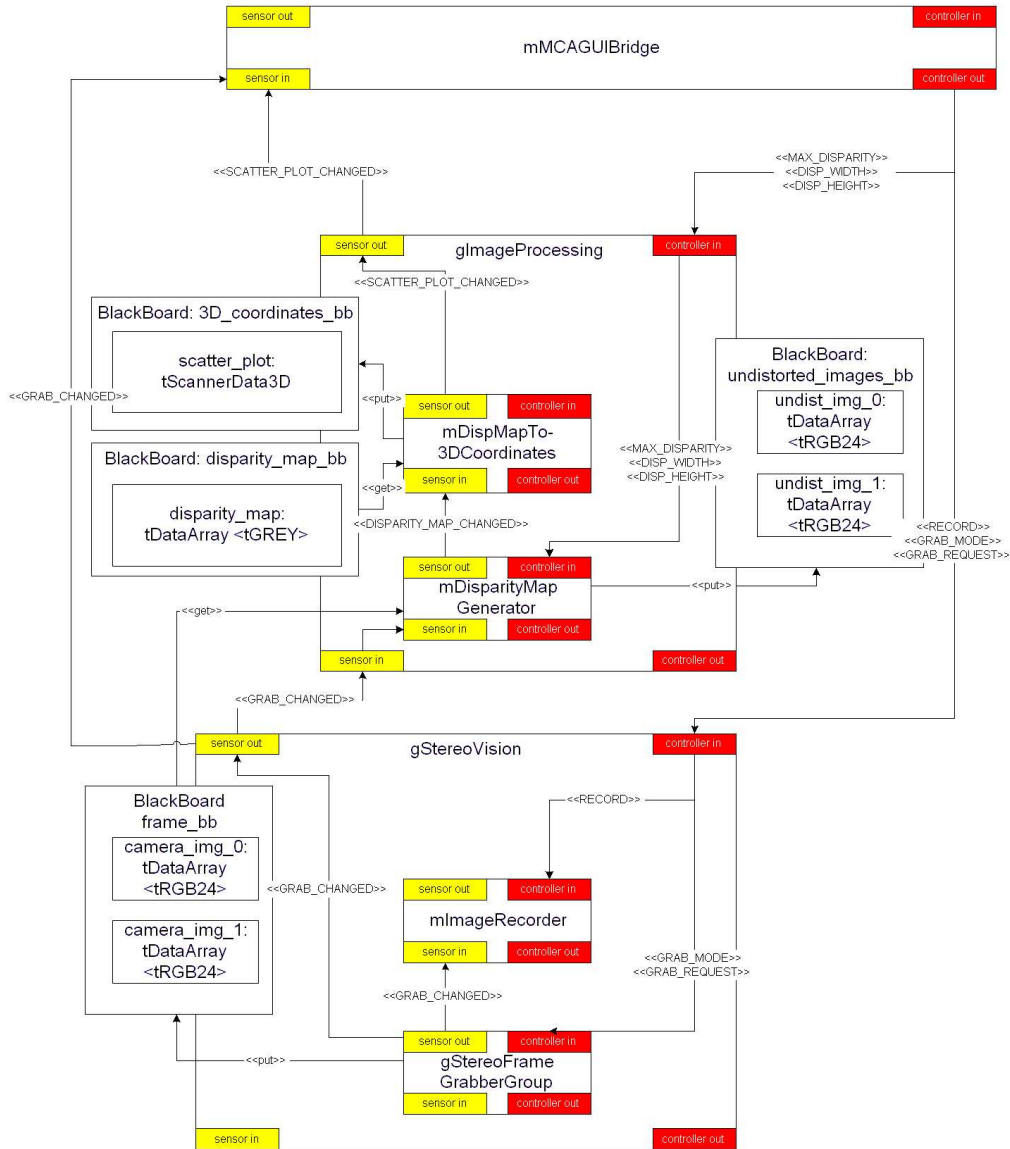 sensor out
controller in
mMCAGUIBridge
sensor in
controller out
<<SCATTER_PLOT_CHANGED>>
<<MAX_DISPARITY>>
<<DISP_WIDTH>>
<<DISP_HEIGHT>>
sensor out
controller in
gImageProcessing
<<SCATTER_PLOT_CHANGED>>
BlackBoard: 3D_coordinates_bb
scatter_plot:
tScannerData3D
<<GRAB_CHANGED>>
<<put>>
sensor out
controller in
mDispMapTo-
3DCoordinates
sensor in
controller out
BlackBoard:
undistorted_images_bb
undist_img_0:
tDataArray
<tRGB24>
undist_img_1:
tDataArray
<tRGB24>
<<MAX_DISPARITY>>
<<DISP_WIDTH>>
<<DISP_HEIGHT>>
BlackBoard: disparity_map_bb
<<get>>
disparity_map:
tDataArray <tGREY>
<<DISPARITY_MAP_CHANGED>>
<<RECORD>>
<<GRAB_MODE>>
<<GRAB_REQUEST>>
sensor out
controller in
mDisparityMap
Generator
sensor in
controller out
<<put>>
<<get>>
sensor in
controller out
<<GRAB_CHANGED>>
sensor out
controller in
gStereoVision
BlackBoard
frame_bb
camera_img_0:
tDataArray
<tRGB24>
camera_img_1:
tDataArray
<tRGB24>
<<RECORD>>
<<GRAB_CHANGED>>
sensor out
controller in
mImageRecorder
sensor in
controller out
<<GRAB_MODE>>
<<GRAB_REQUEST>>
<<GRAB_CHANGED>>
sensor out
controller in
<<put>>
gStereoFrame
GrabberGroup
sensor in
controller out
sensor in
controller out